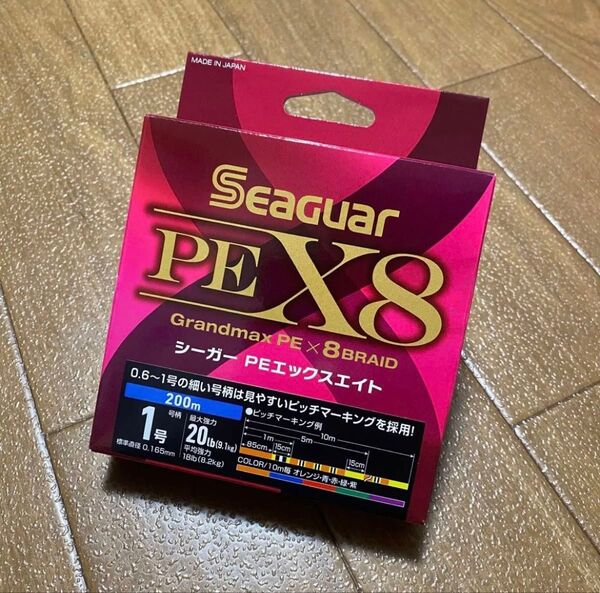 MADE IN JAPAN
Seaguar
PE X8
Grandmax PE×8 BRAID
シーガー PEエックスエイト
0.6〜1号の細い号柄は見やすいピッチマーキングを採用!
200m
号柄
1号
標準直径 0.165mm
最大強力
20lb(9.1kg)
平均強力
18lb(8.2kg)
●ピッチマーキング例
10m
5m
1m
85cm
15cm
15cm
COLOR/10m毎 オレンジ・青・赤・緑・紫